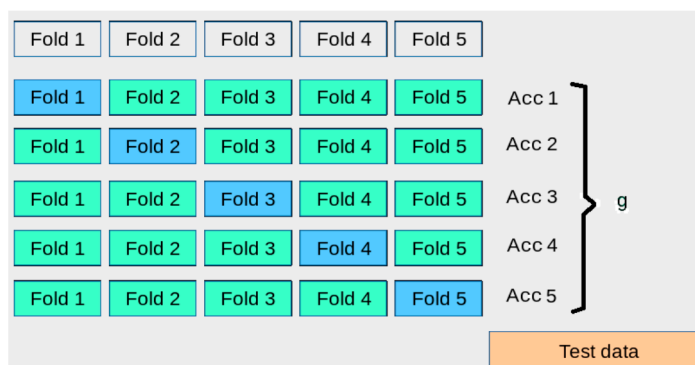 Fold 1 Fold 2 Fold 3 Fold 4 Fold 5
Fold 1 Fold 2 Fold 3 Fold 4 Fold 5 Acc 1
Fold 1 Fold 2 Fold 3 Fold 4 Fold 5 Acc 2
Fold 1 Fold 2 Fold 3 Fold 4 Fold 5 Acc 3
g
Fold 1 Fold 2 Fold 3 Fold 4 Fold 5 Acc 4
Fold 1 Fold 2 Fold 3 Fold 4 Fold 5 Acc 5
Test data